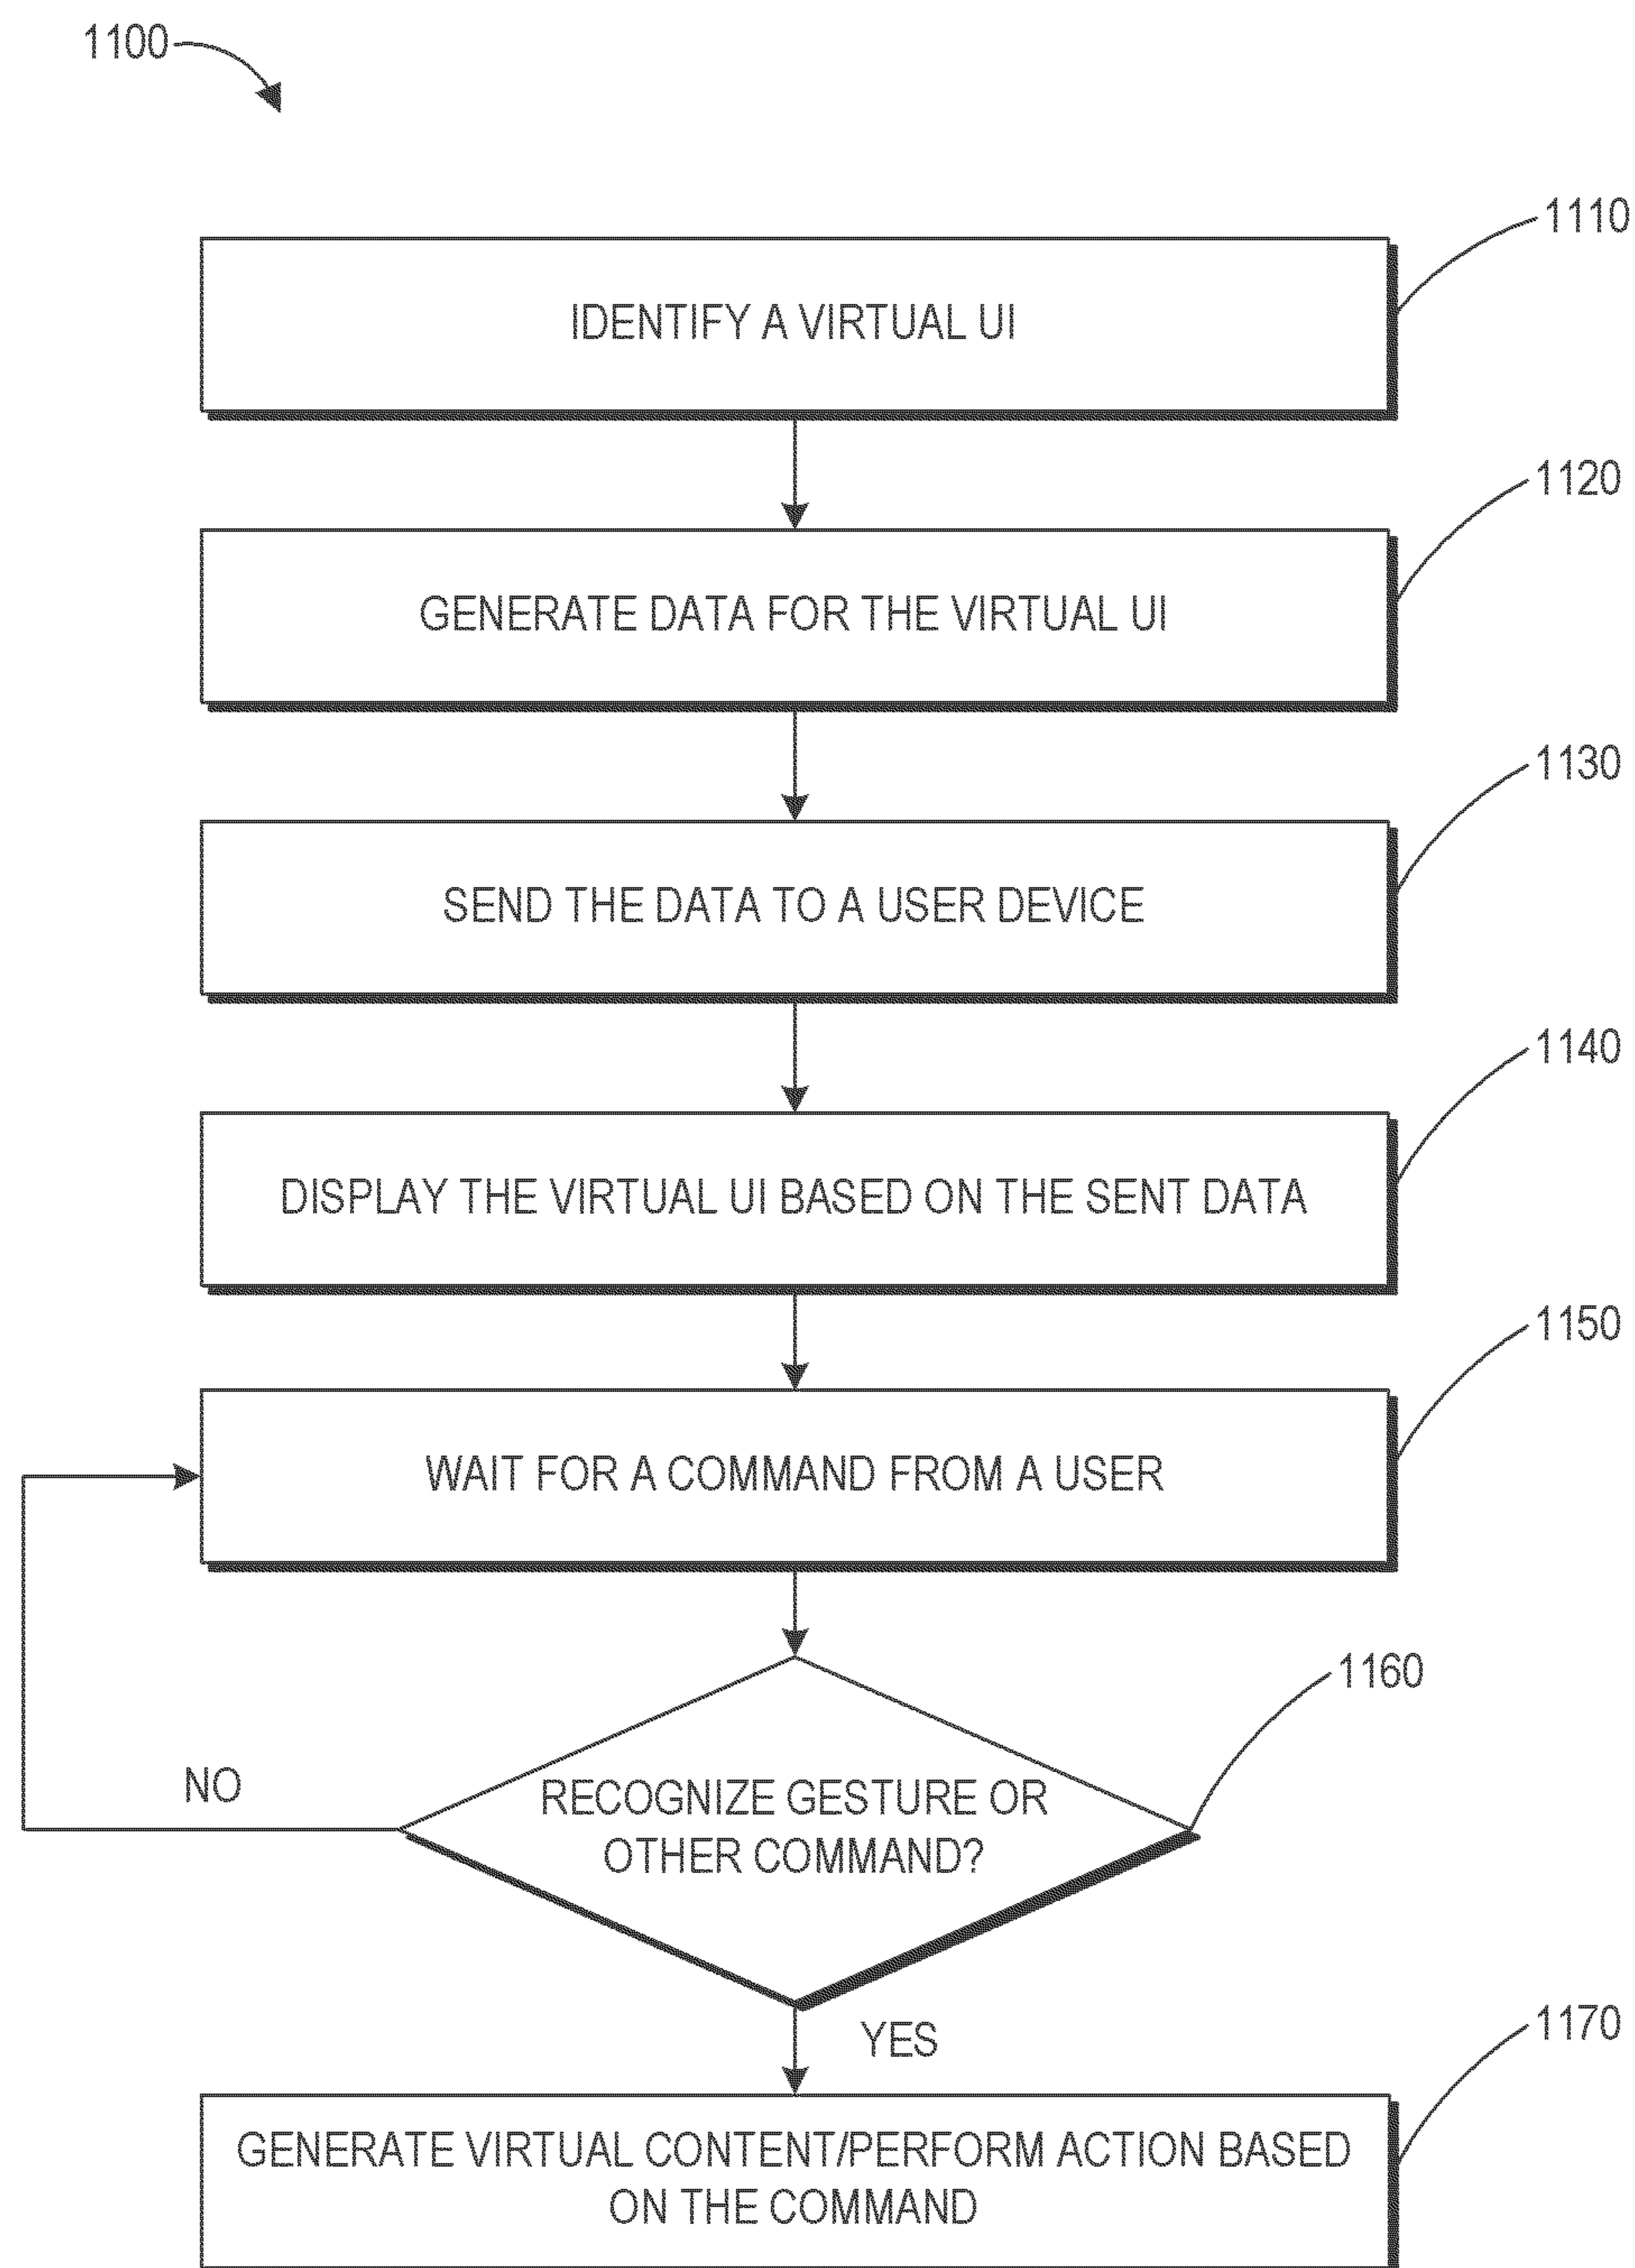 1100
1110
IDENTIFY A VIRTUAL UI
1120
GENERATE DATA FOR THE VIRTUAL UI
1130
SEND THE DATA TO A USER DEVICE
1140
DISPLAY THE VIRTUAL UI BASED ON THE SENT DATA
1150
WAIT FOR A COMMAND FROM A USER
1160
NO
RECOGNIZE GESTURE OR
OTHER COMMAND?
YES
1170
GENERATE VIRTUAL CONTENT/PERFORM ACTION BASED
ON THE COMMAND